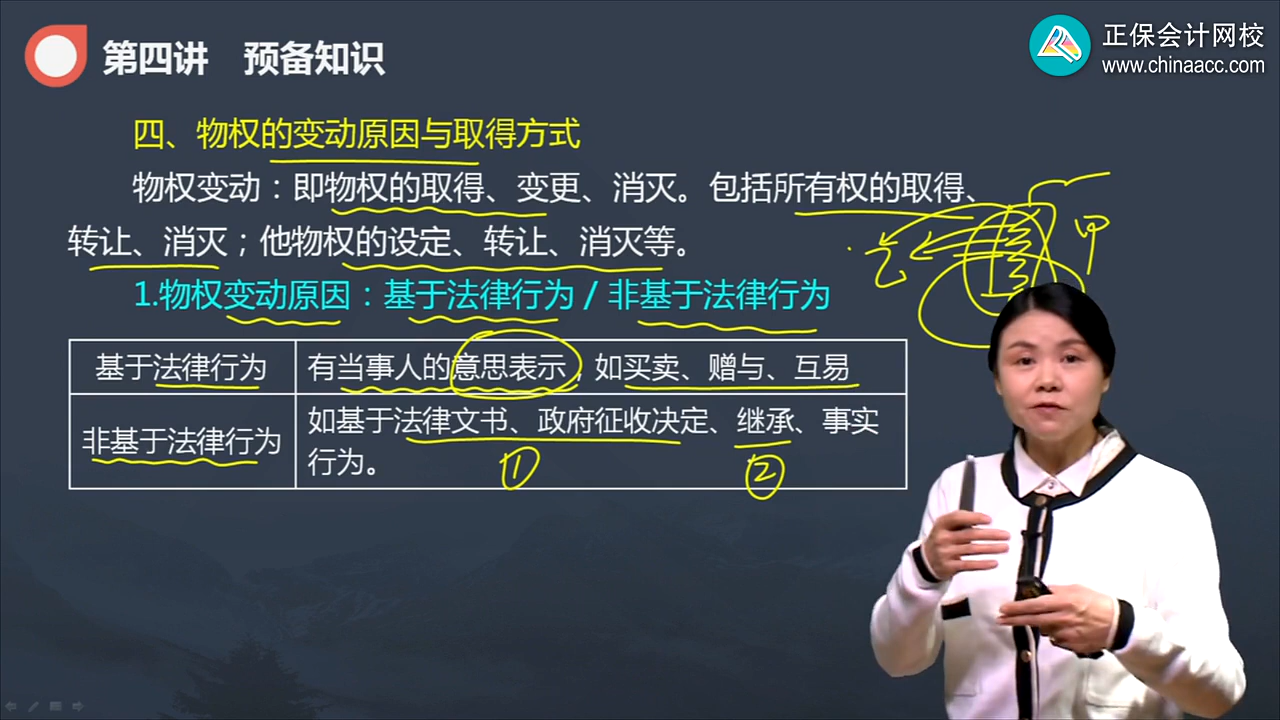 第四讲 预备知识
正保会计网校
www.chinaacc.com
四、物权的变动原因与取得方式
物权变动：即物权的取得、变更、消灭。包括所有权的取得、
转让、消灭；他物权的设定、转让、消灭等。
甲
乙
1.物权变动原因：基于法律行为 / 非基于法律行为
基于法律行为 有当事人的意思表示，如买卖、赠与、互易
非基于法律行为 如基于法律文书、政府征收决定、继承、事实
行为。
① ②